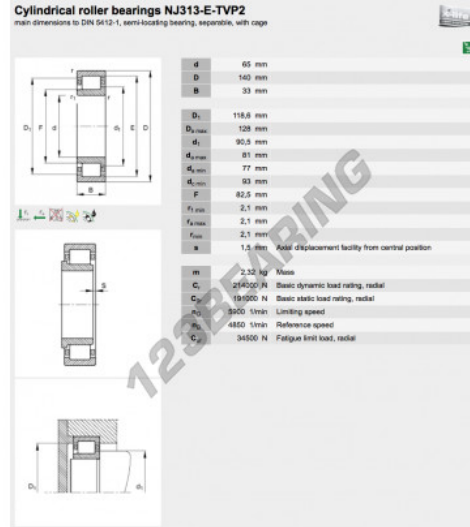 Cylindrical roller bearings NJ313-E-TVP2
main dimensions to DIN 5412-1, semi-locating bearing, separable, with cage
d 65 mm
D 140 mm
B 33 mm
D1 118,6 mm
Da max 128 mm
d1 90,5 mm
da max 81 mm
da min 77 mm
dc min 93 mm
F 82,5 mm
r1 min 2,1 mm
ra max 2,1 mm
rmin 2,1 mm
s 1,5 mm Axial displacement facility from central position
m 2,32 kg Mass
Cr 214000 N Basic dynamic load rating, radial
191000 N Basic static load rating, radial
nG 5900 1/min Limiting speed
4850 1/min Reference speed
34500 N Fatigue limit load, radial
r
r1
D1 F d d1 E D
B
S
123BEARING